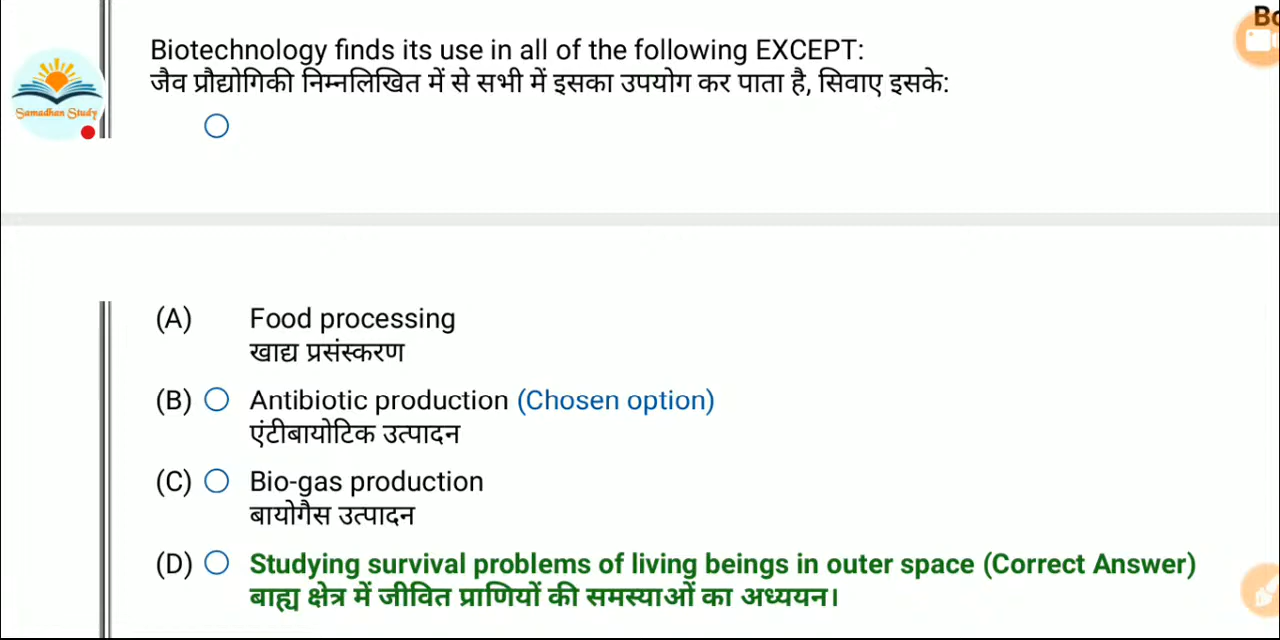 Bo
Biotechnology finds its use in all of the following EXCEPT:
जैव प्रौद्योगिकी निम्नलिखित में से सभी में इसका उपयोग कर पाता है, सिवाए इसके:
Samadhan Study
(A) Food processing
खाद्य प्रसंस्करण
(B) Antibiotic production (Chosen option)
एंटीबायोटिक उत्पादन
(C) Bio-gas production
बायोगैस उत्पादन
(D) Studying survival problems of living beings in outer space (Correct Answer)
बाह्य क्षेत्र में जीवित प्राणियों की समस्याओं का अध्ययन।